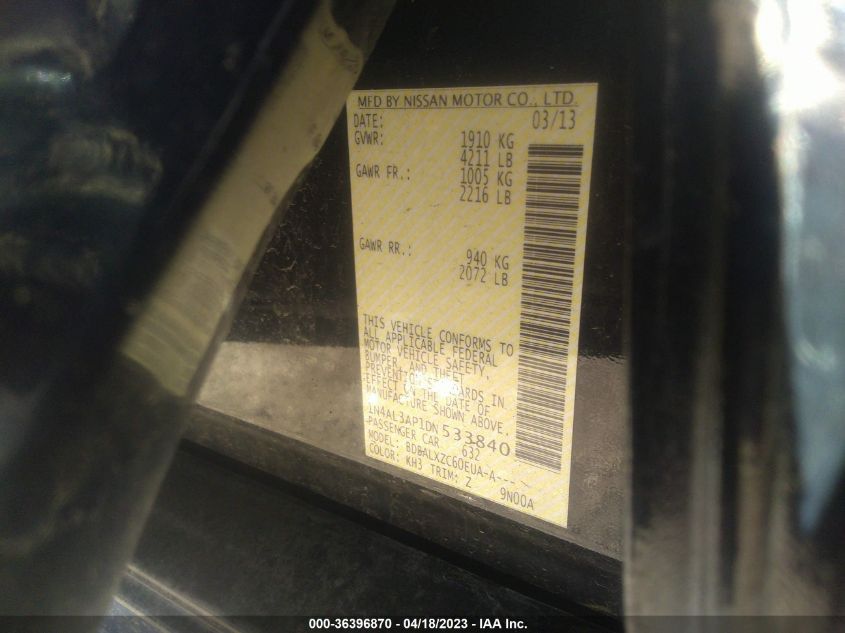 MFD BY NISSAN MOTOR CO., LTD.
DATE: 03/13
GVWR: 1910 KG
4211 LB
GAWR FR.: 1005 KG
2216 LB
GAWR RR.: 940 KG
2072 LB
THIS VEHICLE CONFORMS TO
ALL APPLICABLE FEDERAL
MOTOR VEHICLE SAFETY,
BUMPER, AND THEFT
PREVENTION STANDARDS IN
EFFECT ON THE DATE OF
MANUFACTURE SHOWN ABOVE.
1N4AL3AP1DN 533840
PASSENGER CAR 632
MODEL: BDBALXZC60EUA-A---
COLOR: KH3 TRIM: Z 9N00A
000-36396870 - 04/18/2023 - IAA Inc.